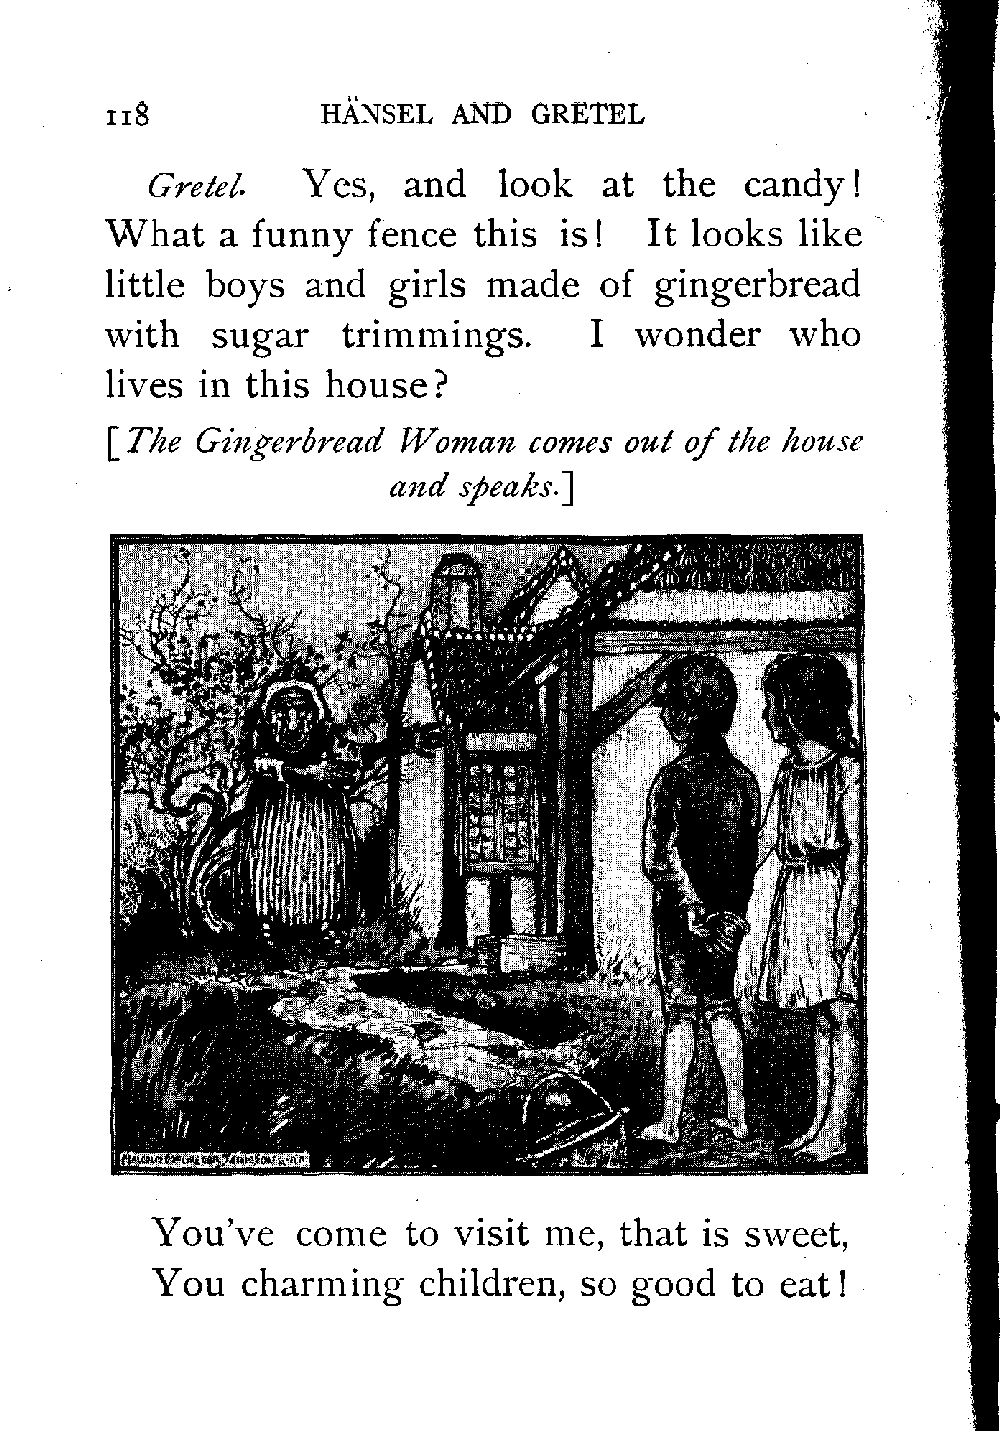 118 HÄNSEL AND GRETEL
Gretel. Yes, and look at the candy!
What a funny fence this is! It looks like
little boys and girls made of gingerbread
with sugar trimmings. I wonder who
lives in this house?
[The Gingerbread Woman comes out of the house
and speaks.]
You've come to visit me, that is sweet,
You charming children, so good to eat!